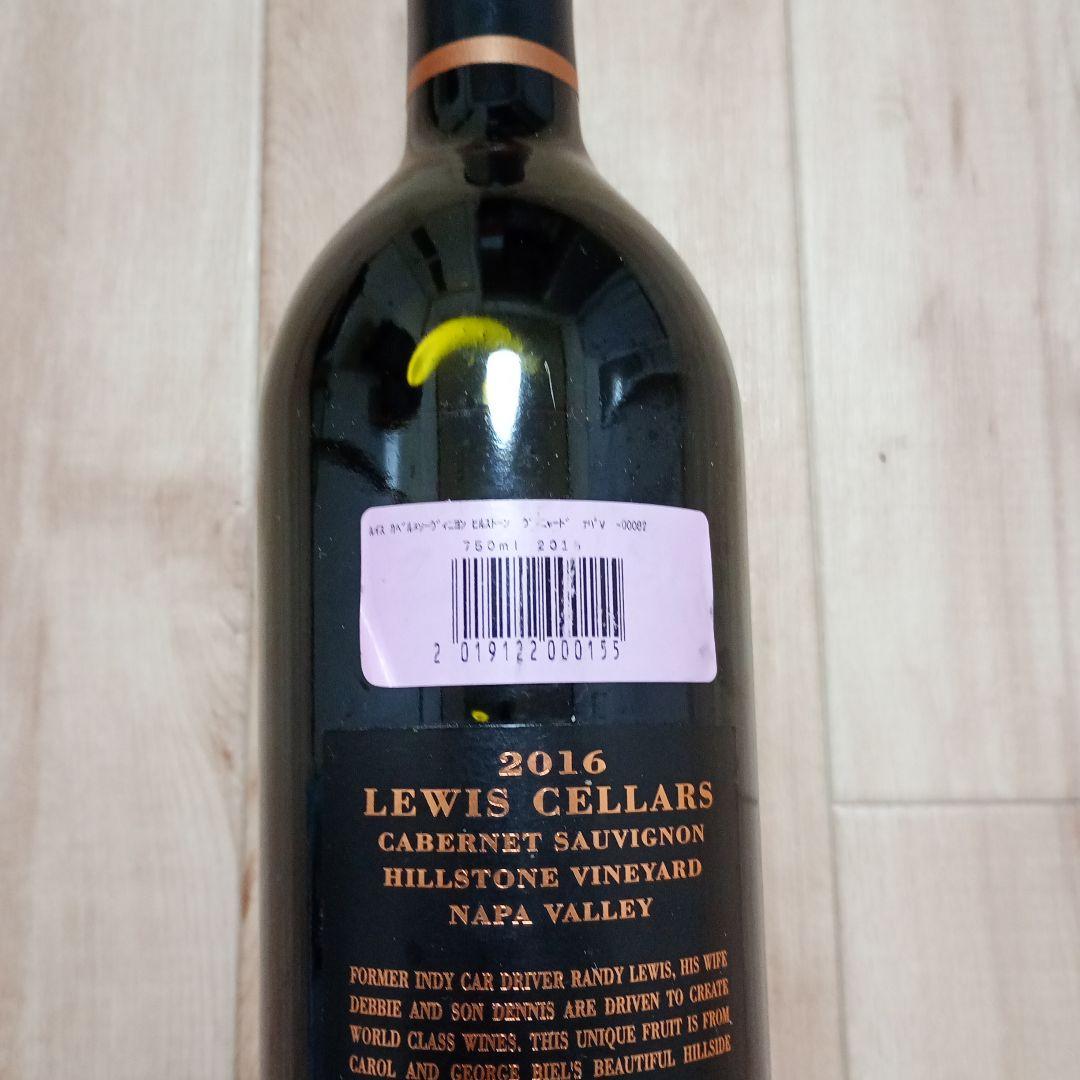 ルイス カベルネソーヴィニヨン ヒルストーン ヴィニャード ナパV
750ml
2 019122 000155
2016
LEWIS CELLARS
CABERNET SAUVIGNON
HILLSTONE VINEYARD
NAPA VALLEY
FORMER INDY CAR DRIVER RANDY LEWIS, HIS WIFE
DEBBIE AND SON DENNIS ARE DRIVEN TO CREATE
WORLD CLASS WINES. THIS UNIQUE FRUIT IS FROM
CAROL AND GEORGE BIEL'S BEAUTIFUL HILLSIDE